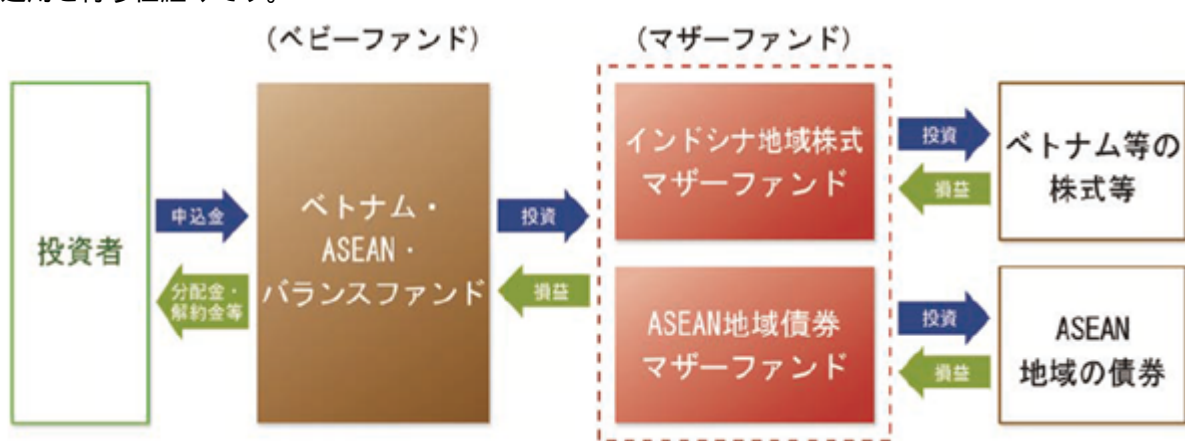 （ベビーファンド）
（マザーファンド）
投資者
申込金
分配金・
解約金等
ベトナム・
ASEAN・
バランスファンド
投資
損益
インドシナ地域株式
マザーファンド
投資
損益
ベトナム等の
株式等
ASEAN地域債券
マザーファンド
投資
損益
ASEAN
地域の債券